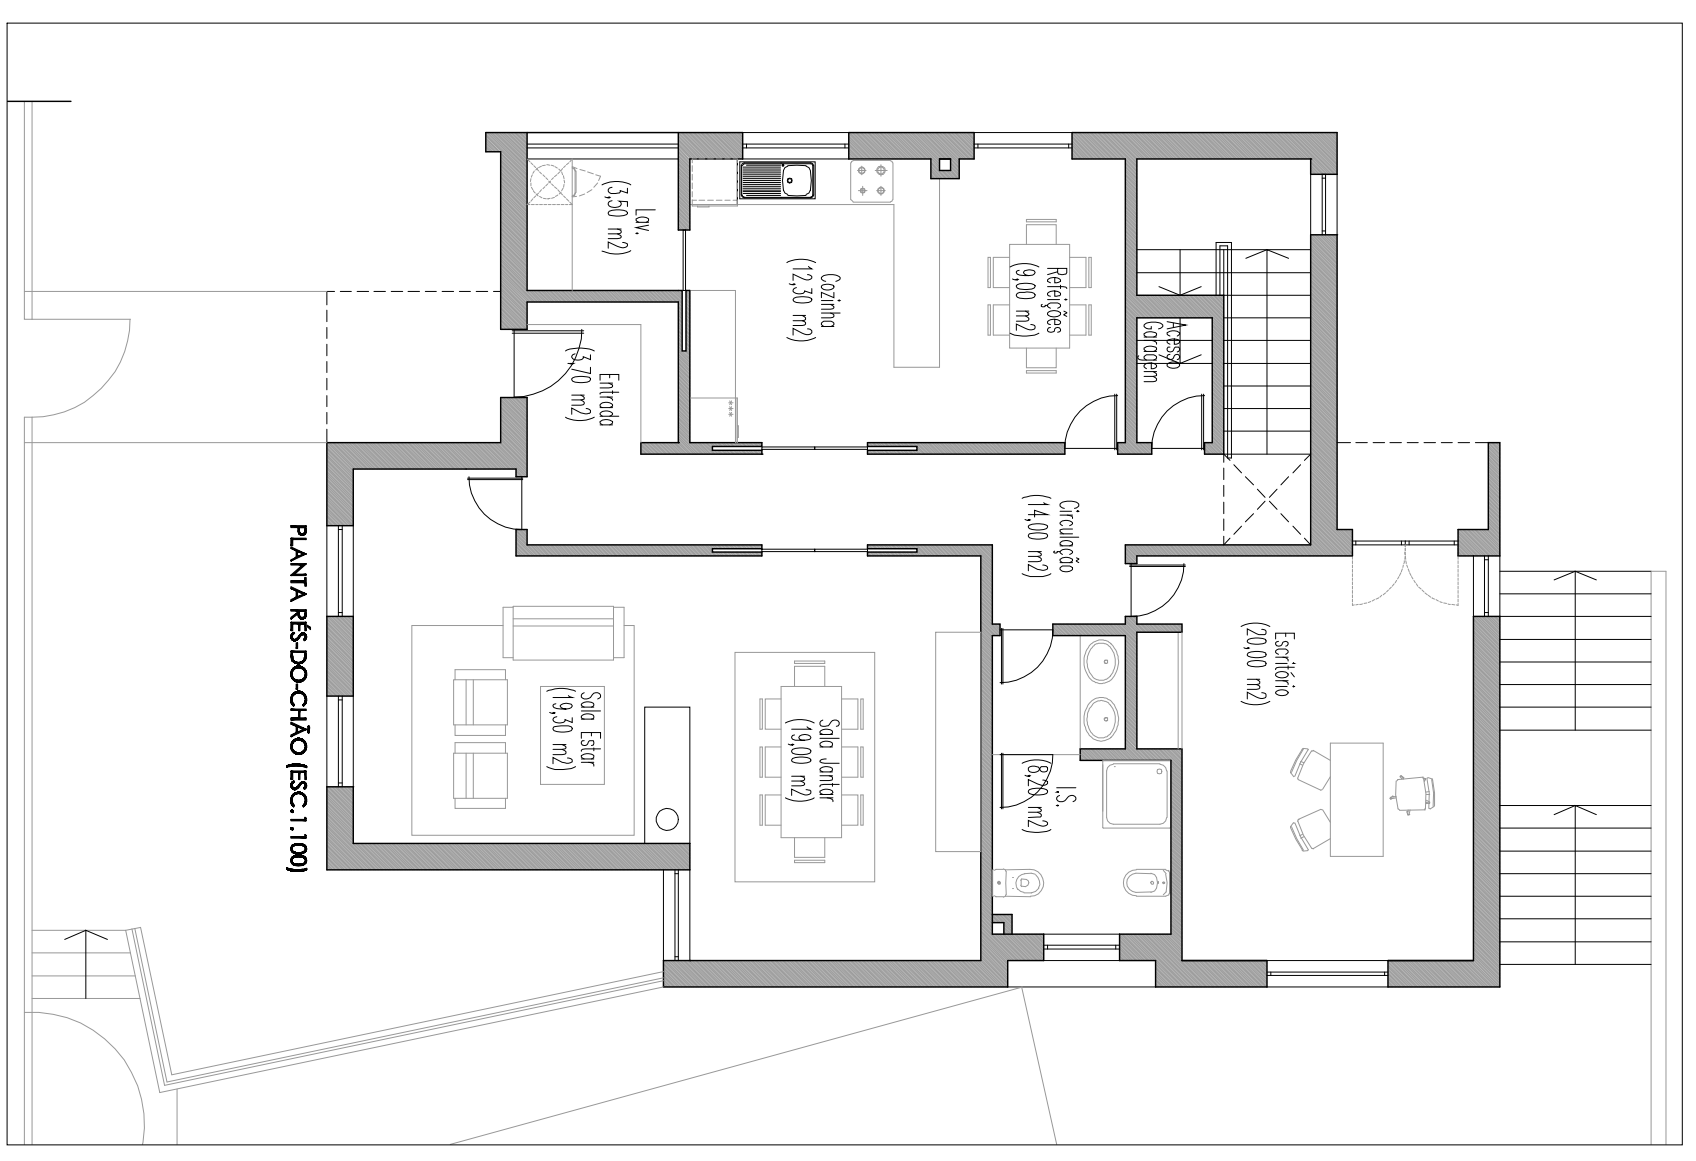 Lav.
(3,50 m2)
Cozinha
(12,30 m2)
Refeições
(9,00 m2)
Acesso
Garagem
Entrada
(3,70 m2)
Circulação
(14,00 m2)
Escritório
(20,00 m2)
Sala Estar
(19,30 m2)
Sala Jantar
(19,00 m2)
I.S.
(8,20 m2)
PLANTA RÉS-DO-CHÃO (ESC.1.100)